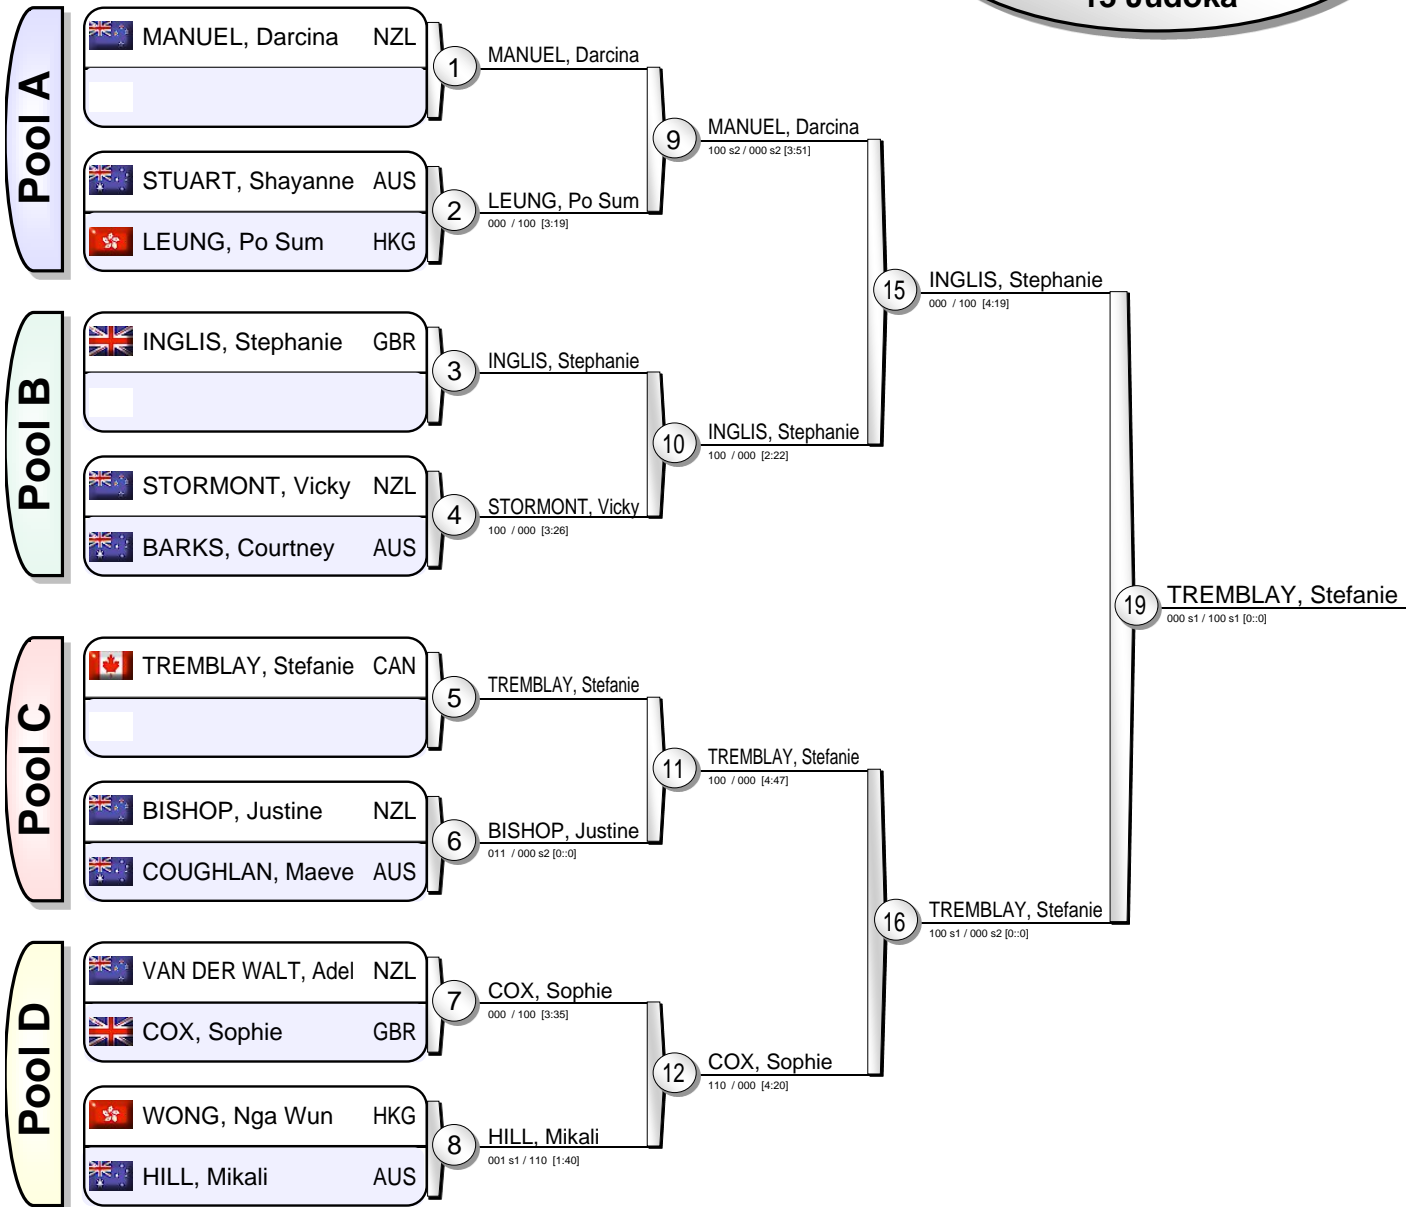 13 Judoka
Pool A
MANUEL, Darcina NZL
1
MANUEL, Darcina
STUART, Shayanne AUS
LEUNG, Po Sum HKG
2
LEUNG, Po Sum
000 / 100 [3:19]
9
MANUEL, Darcina
100 s2 / 000 s2 [3:51]
Pool B
INGLIS, Stephanie GBR
3
INGLIS, Stephanie
STORMONT, Vicky NZL
BARKS, Courtney AUS
4
STORMONT, Vicky
100 / 000 [3:26]
10
INGLIS, Stephanie
100 / 000 [2:22]
15
INGLIS, Stephanie
000 / 100 [4:19]
Pool C
TREMBLAY, Stefanie CAN
5
TREMBLAY, Stefanie
BISHOP, Justine NZL
COUGHLAN, Maeve AUS
6
BISHOP, Justine
011 / 000 s2 [0::0]
11
TREMBLAY, Stefanie
100 / 000 [4:47]
Pool D
VAN DER WALT, Adel NZL
COX, Sophie GBR
7
COX, Sophie
000 / 100 [3:35]
WONG, Nga Wun HKG
HILL, Mikali AUS
8
HILL, Mikali
001 s1 / 110 [1:40]
12
COX, Sophie
110 / 000 [4:20]
16
TREMBLAY, Stefanie
100 s1 / 000 s2 [0::0]
19
TREMBLAY, Stefanie
000 s1 / 100 s1 [0::0]